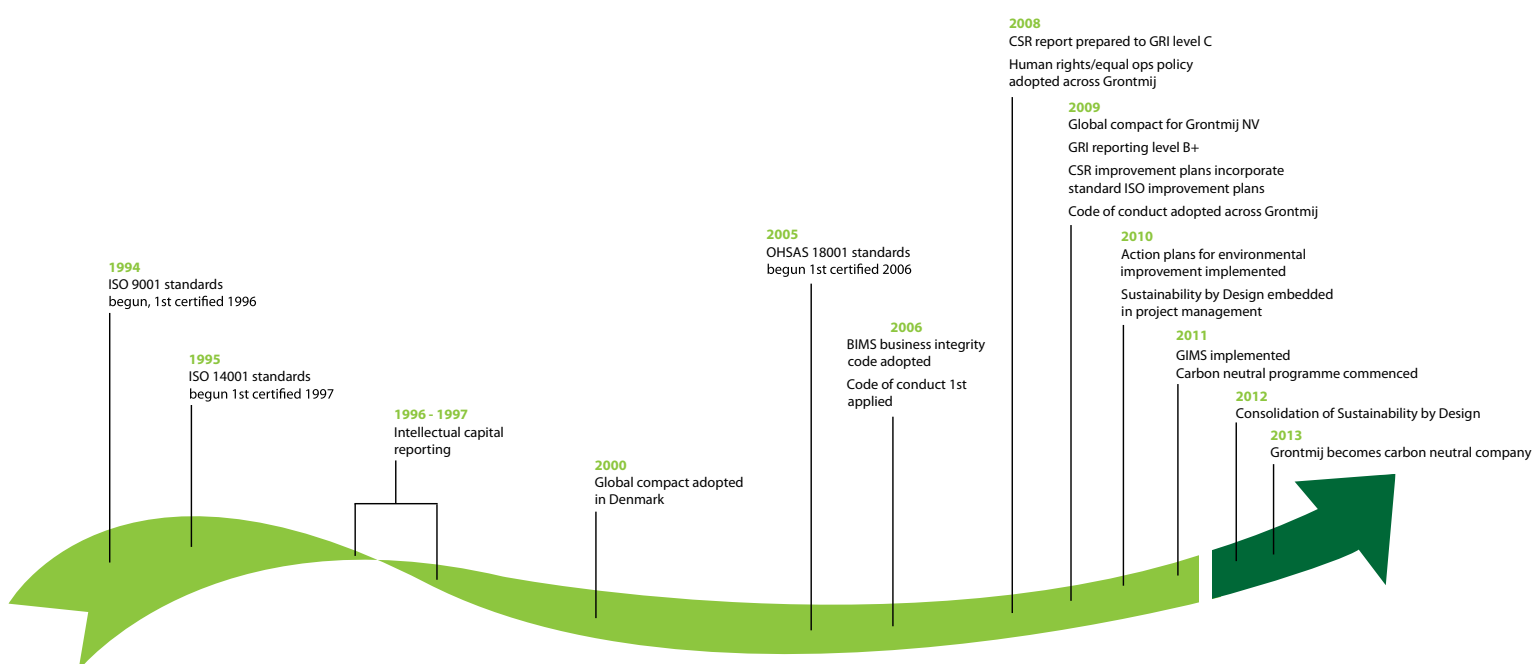 1994
ISO 9001 standards
begun, 1st certified 1996
1995
ISO 14001 standards
begun 1st certified 1997
1996 - 1997
Intellectual capital
reporting
2000
Global compact adopted
in Denmark
2005
OHSAS 18001 standards
begun 1st certified 2006
2006
BIMS business integrity
code adopted
Code of conduct 1st
applied
2008
CSR report prepared to GRI level C
Human rights/equal ops policy
adopted across Grontmij
2009
Global compact for Grontmij NV
GRI reporting level B+
CSR improvement plans incorporate
standard ISO improvement plans
Code of conduct adopted across Grontmij
2010
Action plans for environmental
improvement implemented
Sustainability by Design embedded
in project management
2011
GIMS implemented
Carbon neutral programme commenced
2012
Consolidation of Sustainability by Design
2013
Grontmij becomes carbon neutral company